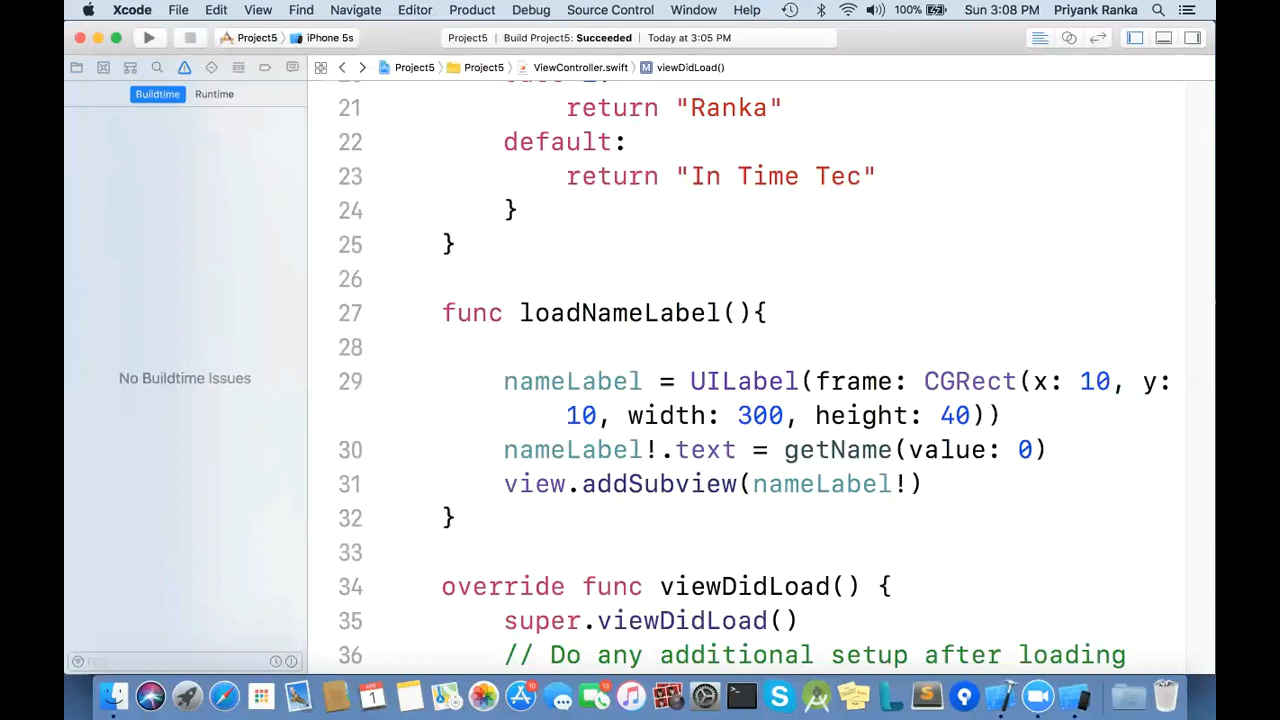 Xcode File Edit View Find Navigate Editor Product Debug Source Control Window Help 100% Sun 3:08 PM Priyank Ranka
Project5 iPhone 5s Project5 Build Project5: Succeeded Today at 3:05 PM
Project5 Project5 ViewController.swift M viewDidLoad()
Buildtime Runtime
No Buildtime Issues
21 return "Ranka"
22 default:
23 return "In Time Tec"
24 }
25 }
26
27 func loadNameLabel(){
28
29 nameLabel = UILabel(frame: CGRect(x: 10, y:
10, width: 300, height: 40))
30 nameLabel!.text = getName(value: 0)
31 view.addSubview(nameLabel!)
32 }
33
34 override func viewDidLoad() {
35 super.viewDidLoad()
36 // Do any additional setup after loading